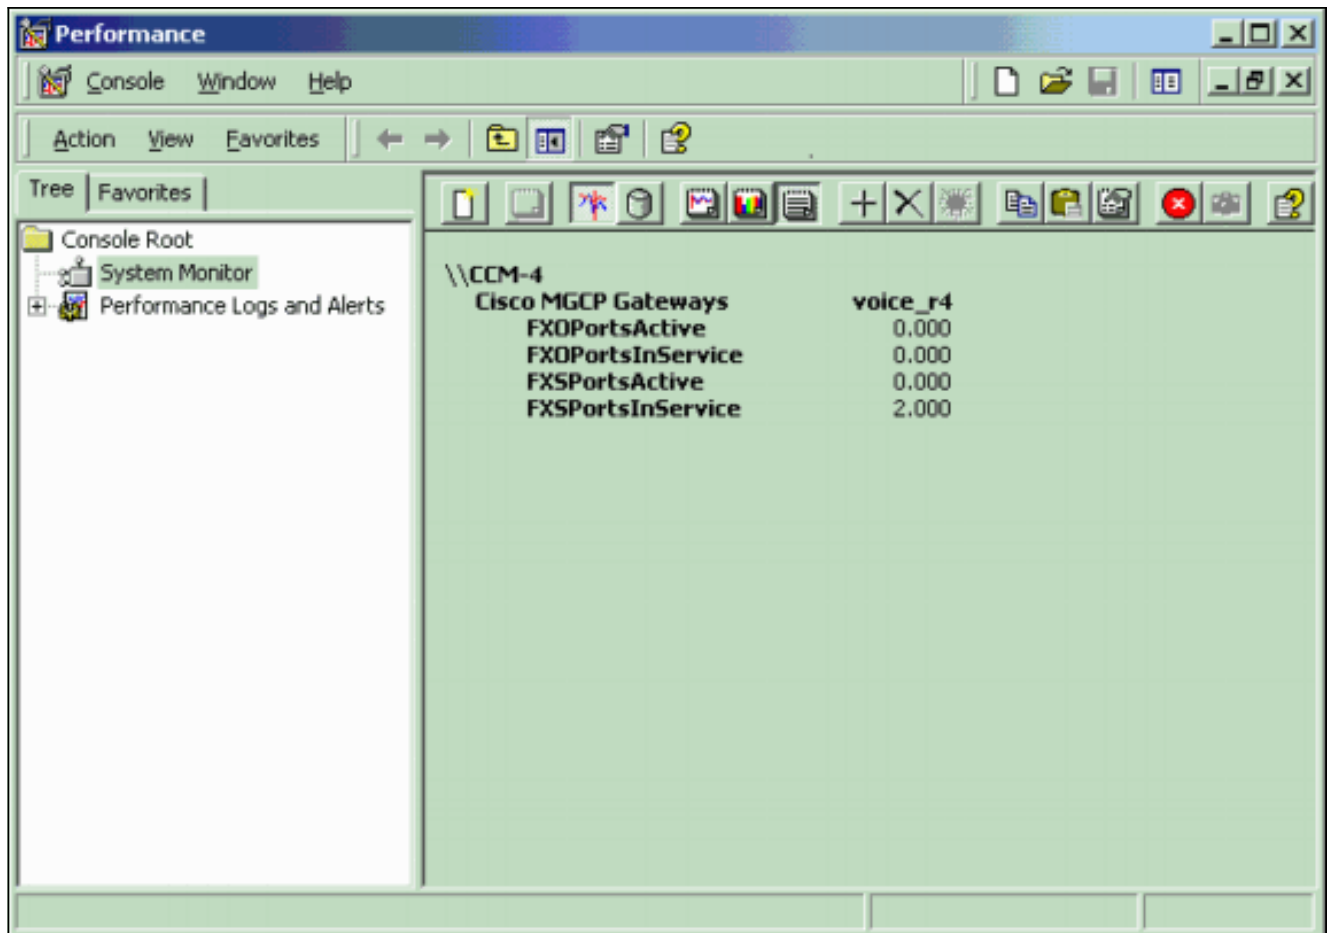 Performance
Console Window Help
Action View Favorites
Tree Favorites
Console Root
System Monitor
Performance Logs and Alerts
\\CCM-4
Cisco MGCP Gateways voice_r4
FXOPortsActive 0.000
FXOPortsInService 0.000
FXSPortsActive 0.000
FXSPortsInService 2.000